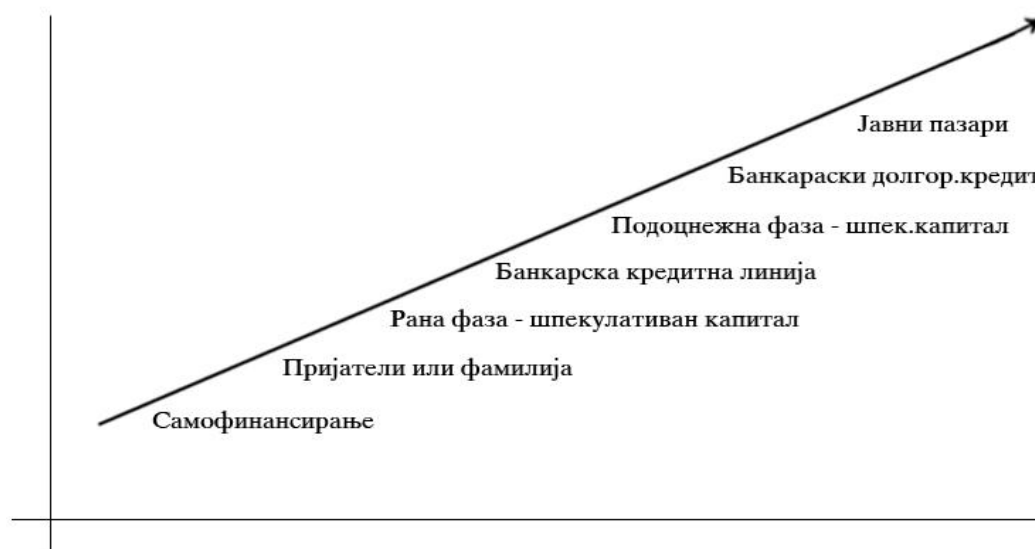 Јавни пазари
Банкараски долгор.кредит
Подоцнежна фаза - шпек.капитал
Банкарска кредитна линија
Рана фаза - шпекулативан капитал
Пријатели или фамилија
Самофинансирање